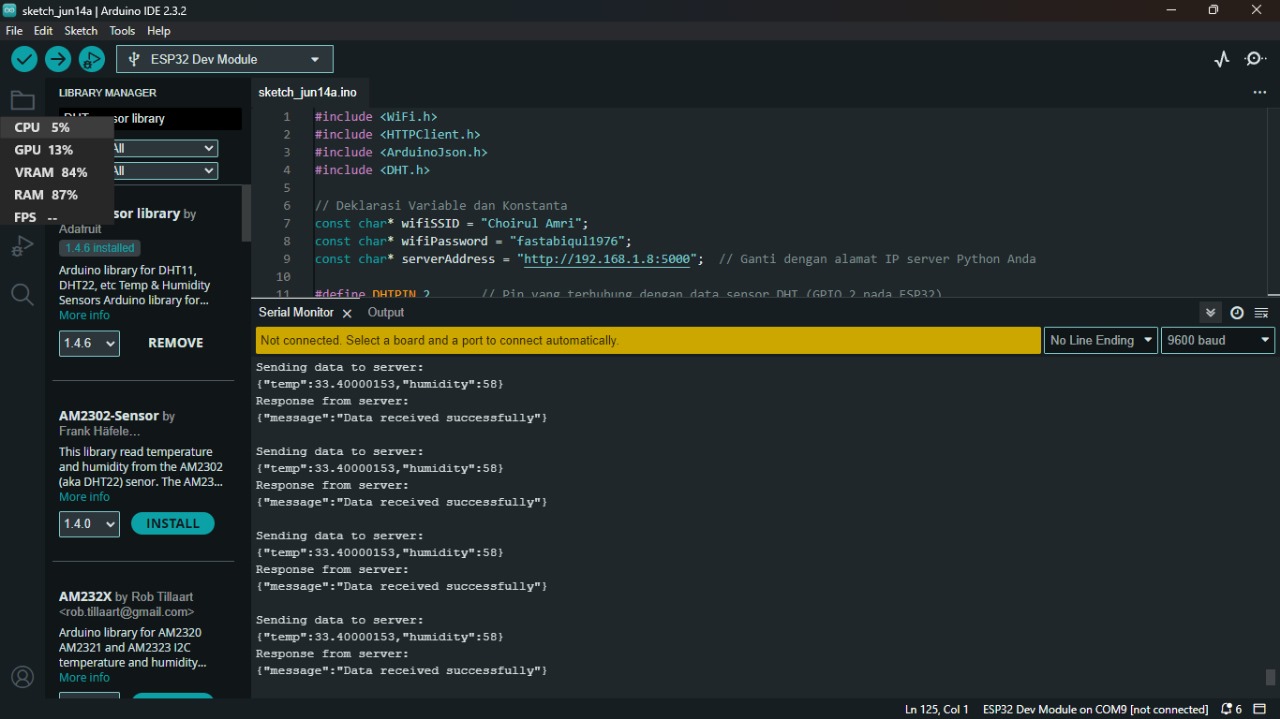 sketch_jun14a | Arduino IDE 2.3.2
File Edit Sketch Tools Help
ESP32 Dev Module
LIBRARY MANAGER
sor library
CPU 5%
GPU 13%
VRAM 84%
RAM 87%
FPS --
All
All
sor library by
Adafruit
1.4.6 installed
Arduino library for DHT11,
DHT22, etc Temp & Humidity
Sensors Arduino library for...
More info
1.4.6 REMOVE
AM2302-Sensor by
Frank Häfele...
This library read temperature
and humidity from the AM2302
(aka DHT22) senor. The AM23...
More info
1.4.0 INSTALL
AM232X by Rob Tillaart
<rob.tillaart@gmail.com>
Arduino library for AM2320
AM2321 and AM2323 I2C
temperature and humidity...
More info
sketch_jun14a.ino
1 #include <WiFi.h>
2 #include <HTTPClient.h>
3 #include <ArduinoJson.h>
4 #include <DHT.h>
5
6 // Deklarasi Variable dan Konstanta
7 const char* wifiSSID = "Choirul Amri";
8 const char* wifiPassword = "fastabiqul1976";
9 const char* serverAddress = "http://192.168.1.8:5000"; // Ganti dengan alamat IP server Python Anda
10
11 #define DHTPIN 2 // Pin yang terhubung dengan data sensor DHT (GPIO 2 pada ESP32)
Serial Monitor Output
Not connected. Select a board and a port to connect automatically.
No Line Ending 9600 baud
Sending data to server:
{"temp":33.40000153,"humidity":58}
Response from server:
{"message":"Data received successfully"}
Sending data to server:
{"temp":33.40000153,"humidity":58}
Response from server:
{"message":"Data received successfully"}
Sending data to server:
{"temp":33.40000153,"humidity":58}
Response from server:
{"message":"Data received successfully"}
Sending data to server:
{"temp":33.40000153,"humidity":58}
Response from server:
{"message":"Data received successfully"}
Ln 125, Col 1 ESP32 Dev Module on COM9 [not connected] 6